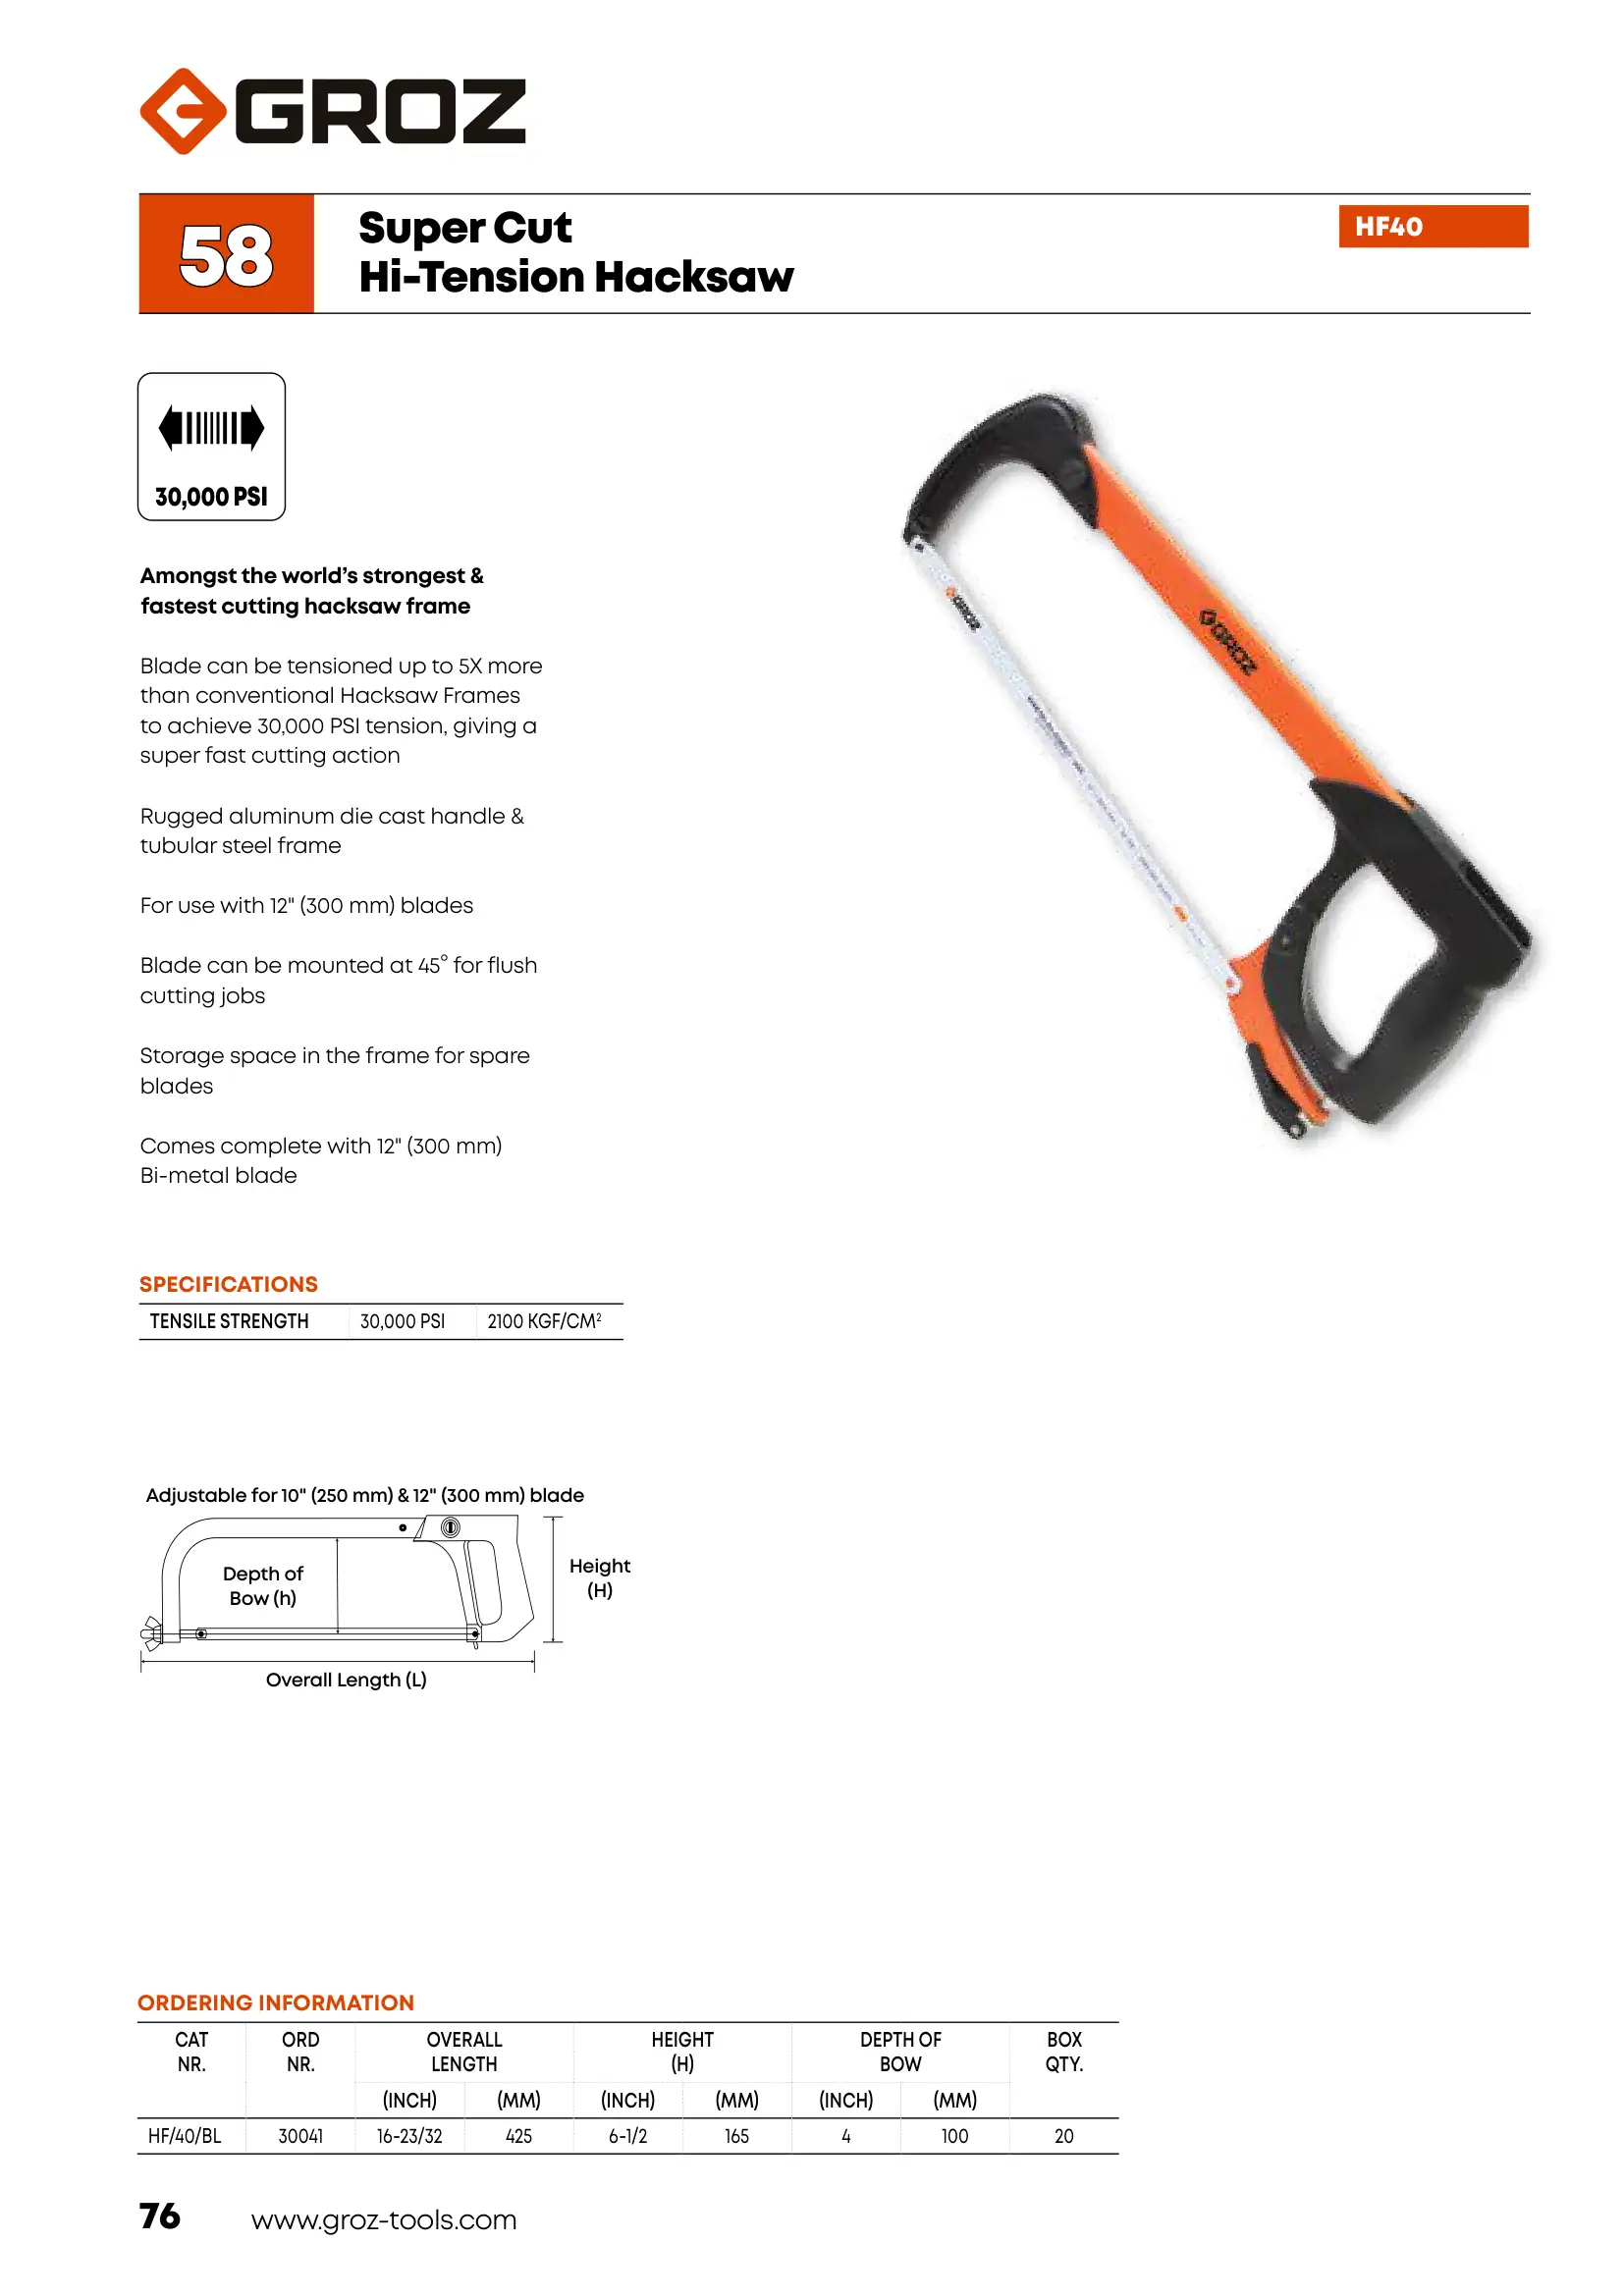 GROZ
58
Super Cut
Hi-Tension Hacksaw
HF40
30,000 PSI
Amongst the world's strongest &
fastest cutting hacksaw frame
Blade can be tensioned up to 5X more
than conventional Hacksaw Frames
to achieve 30,000 PSI tension, giving a
super fast cutting action
Rugged aluminum die cast handle &
tubular steel frame
For use with 12" (300 mm) blades
Blade can be mounted at 45° for flush
cutting jobs
Storage space in the frame for spare
blades
Comes complete with 12" (300 mm)
Bi-metal blade
GROZ
GROZ
SPECIFICATIONS
TENSILE STRENGTH 30,000 PSI 2100 KGF/CM²
Adjustable for 10" (250 mm) & 12" (300 mm) blade
Depth of
Bow (h)
Height
(H)
Overall Length (L)
ORDERING INFORMATION
CAT ORD OVERALL HEIGHT DEPTH OF BOX
NR. NR. LENGTH (H) BOW QTY.
(INCH) (MM) (INCH) (MM) (INCH) (MM)
HF/40/BL 30041 16-23/32 425 6-1/2 165 4 100 20
76 www.groz-tools.com